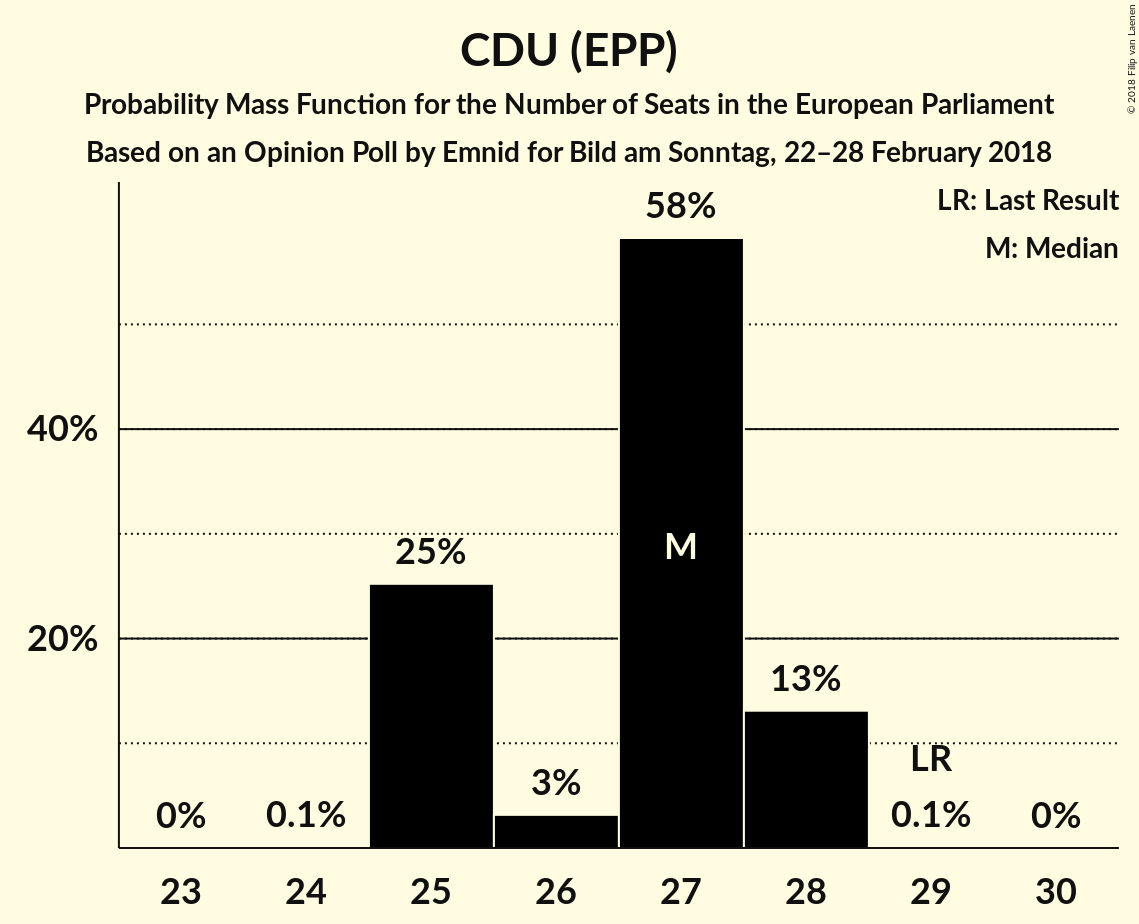 CDU (EPP)
Probability Mass Function for the Number of Seats in the European Parliament
Based on an Opinion Poll by Emnid for Bild am Sonntag, 22–28 February 2018
© 2018 Filip van Laenen
LR: Last Result
M: Median
58%
40%
25%
M
20%
13%
3%
LR
0%
0.1%
0.1%
0%
23 24 25 26 27 28 29 30